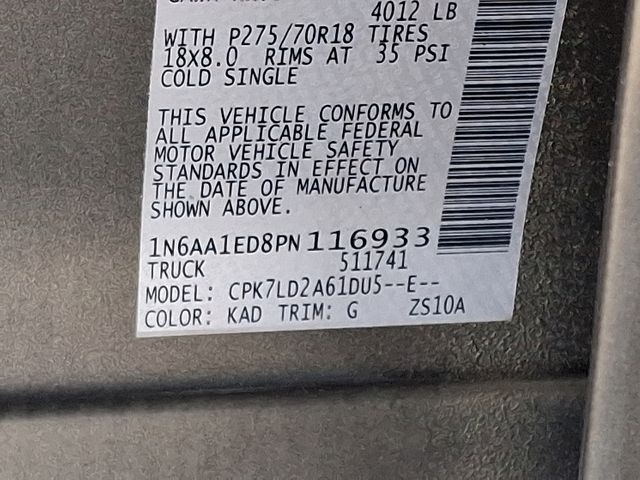 4012 LB
WITH P275/70R18 TIRES
18X8.0 RIMS AT 35 PSI
COLD SINGLE
THIS VEHICLE CONFORMS TO
ALL APPLICABLE FEDERAL
MOTOR VEHICLE SAFETY
STANDARDS IN EFFECT ON
THE DATE OF MANUFACTURE
SHOWN ABOVE.
1N6AA1ED8PN116933
TRUCK 511741
MODEL: CPK7LD2A61DU5--E--
COLOR: KAD TRIM: G ZS10A